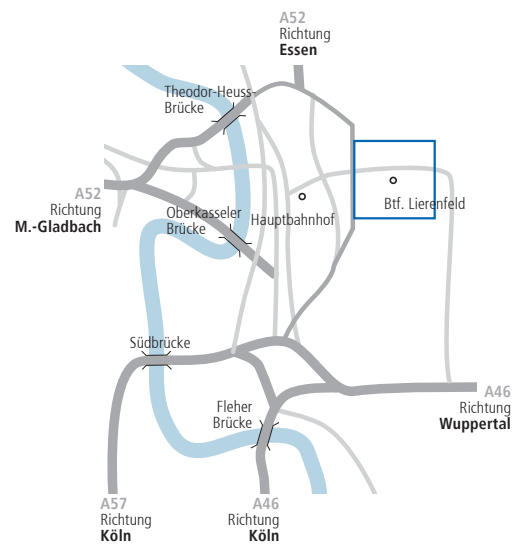 A52
Richtung
Essen
Theodor-Heuss-
Brücke
A52
Richtung
M.-Gladbach
Oberkasseler
Brücke
Hauptbahnhof
Btf. Lierenfeld
Südbrücke
Fleher
Brücke
A46
Richtung
Wuppertal
A57
Richtung
Köln
A46
Richtung
Köln